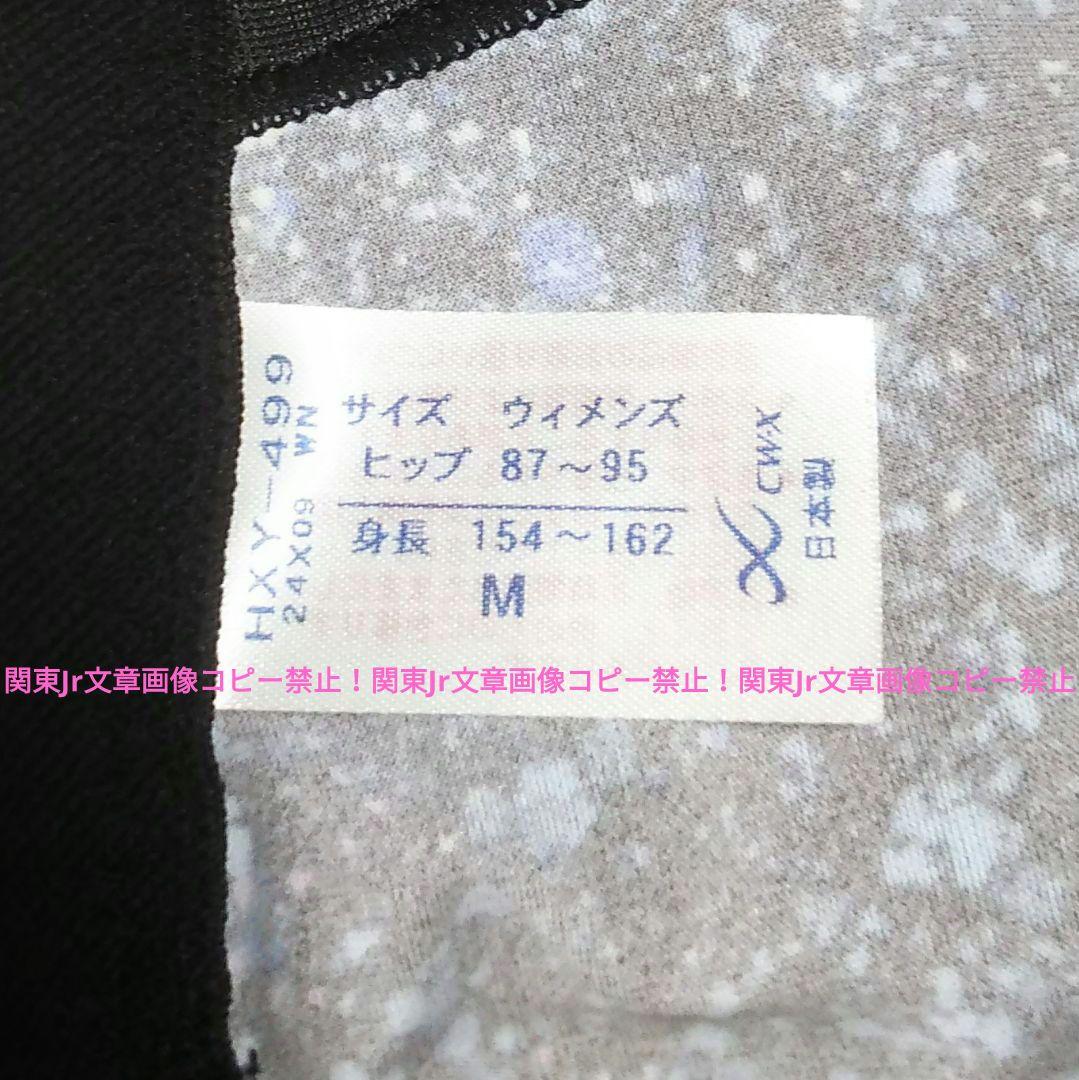 サイズ ウィメンズ
ヒップ 87～95
身長 154～162
M
HXY-499
24X09 WN
CW-X
日本製
関東Jr文章画像コピー禁止！関東Jr文章画像コピー禁止！関東Jr文章画像コピー禁止